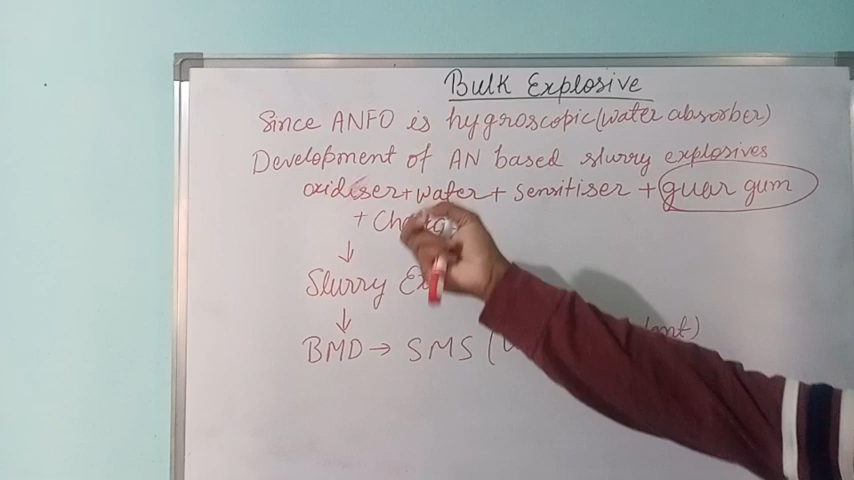 Bulk Explosive
Since ANFO is hygroscopic (water absorber)
Development of AN based slurry explosives
oxidiser + water + sensitiser + guar gum
+
↓
Slurry
↓
BMD → SMS (